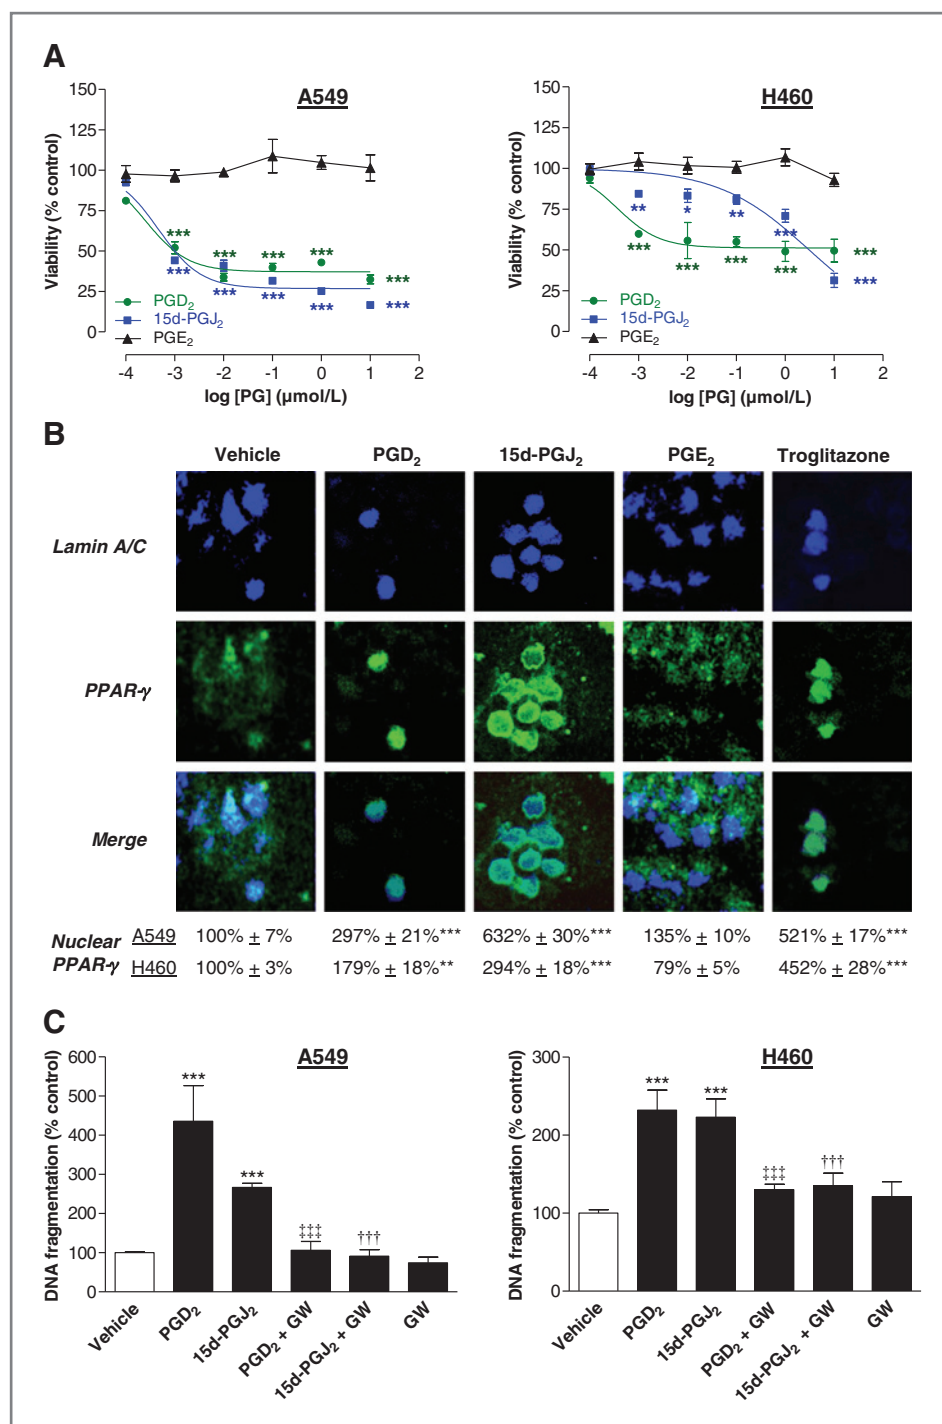 A
A549
H460
Viability (% control)
150
125
100
75
50
25
0
*** *** *** *** ***
*** *** *** *** ***
PGD₂
15d-PGJ₂
PGE₂
-4 -3 -2 -1 0 1 2
log [PG] (μmol/L)
Viability (% control)
150
125
100
75
50
25
0
** * ** *** ***
*** *** *** *** ***
PGD₂
15d-PGJ₂
PGE₂
-4 -3 -2 -1 0 1 2
log [PG] (μmol/L)
B
Vehicle PGD₂ 15d-PGJ₂ PGE₂ Troglitazone
Lamin A/C
PPAR-γ
Merge
Nuclear PPAR-γ
A549 100% ± 7% 297% ± 21%*** 632% ± 30%*** 135% ± 10% 521% ± 17%***
H460 100% ± 3% 179% ± 18%** 294% ± 18%*** 79% ± 5% 452% ± 28%***
C
A549
DNA fragmentation (% control)
600
500
400
300
200
100
0
*** *** ‡‡‡ †††
Vehicle PGD₂ 15d-PGJ₂ PGD₂ + GW 15d-PGJ₂ + GW GW
H460
DNA fragmentation (% control)
300
200
100
0
*** *** ‡‡‡ †††
Vehicle PGD₂ 15d-PGJ₂ PGD₂ + GW 15d-PGJ₂ + GW GW